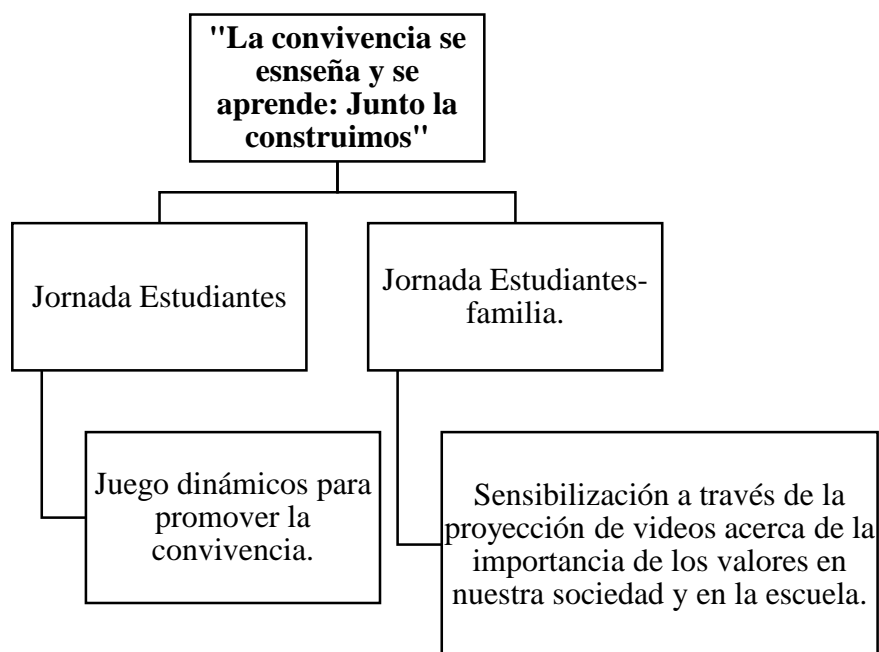 "La convivencia se
esnseña y se
aprende: Junto la
construimos"
Jornada Estudiantes
Jornada Estudiantes-
familia.
Juego dinámicos para
promover la
convivencia.
Sensibilización a través de la
proyección de videos acerca de la
importancia de los valores en
nuestra sociedad y en la escuela.